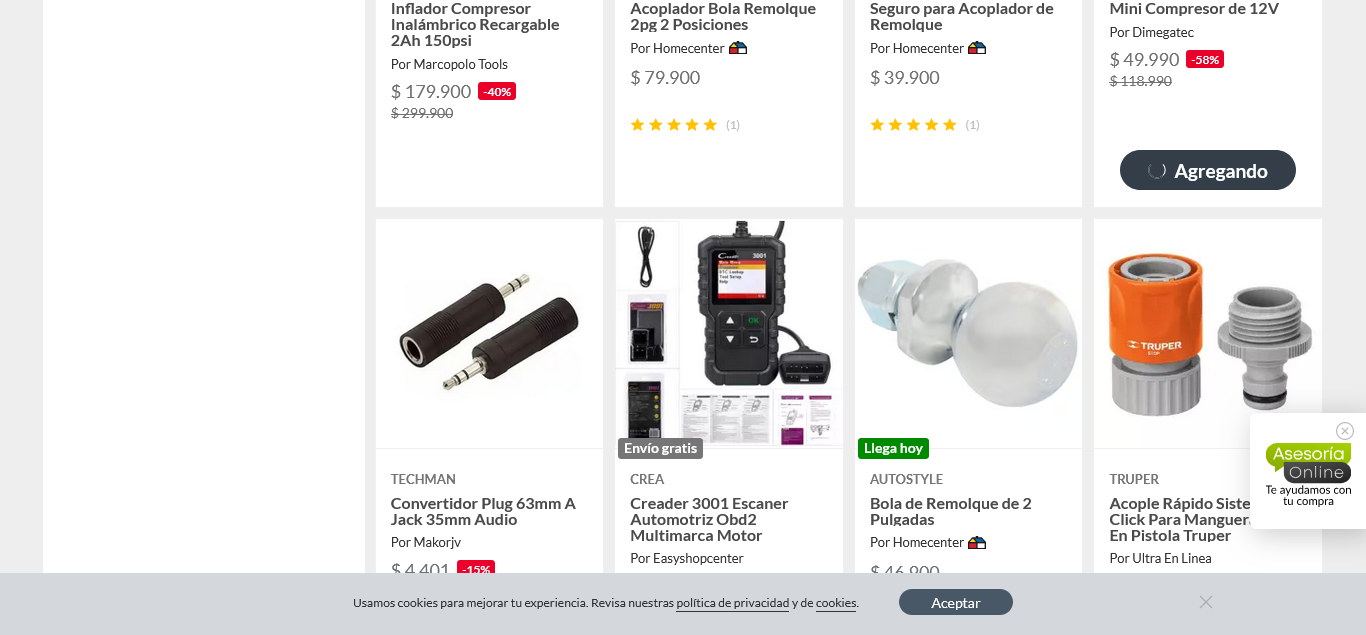 Inflador Compresor
Inalámbrico Recargable
2Ah 150psi
Por Marcopolo Tools
$ 179.900 -40%
$ 299.900
Acoplador Bola Remolque
2pg 2 Posiciones
Por Homecenter
$ 79.900
(1)
Seguro para Acoplador de
Remolque
Por Homecenter
$ 39.900
(1)
Mini Compresor de 12V
Por Dimegatec
$ 49.990 -58%
$ 118.990
Agregando
TECHMAN
Convertidor Plug 63mm A
Jack 35mm Audio
Por Makorjv
$ 4.401 -15%
Creader
3001
OK
Envío gratis
CREA
Creader 3001 Escaner
Automotriz Obd2
Multimarca Motor
Por Easyshopcenter
Llega hoy
AUTOSTYLE
Bola de Remolque de 2
Pulgadas
Por Homecenter
$ 46.900
TRUPER
STOP
TRUPER
Acople Rápido Siste
Click Para Manguer
En Pistola Truper
Por Ultra En Linea
Asesoría
Online
Te ayudamos con
tu compra
Usamos cookies para mejorar tu experiencia. Revisa nuestras política de privacidad y de cookies.
Aceptar